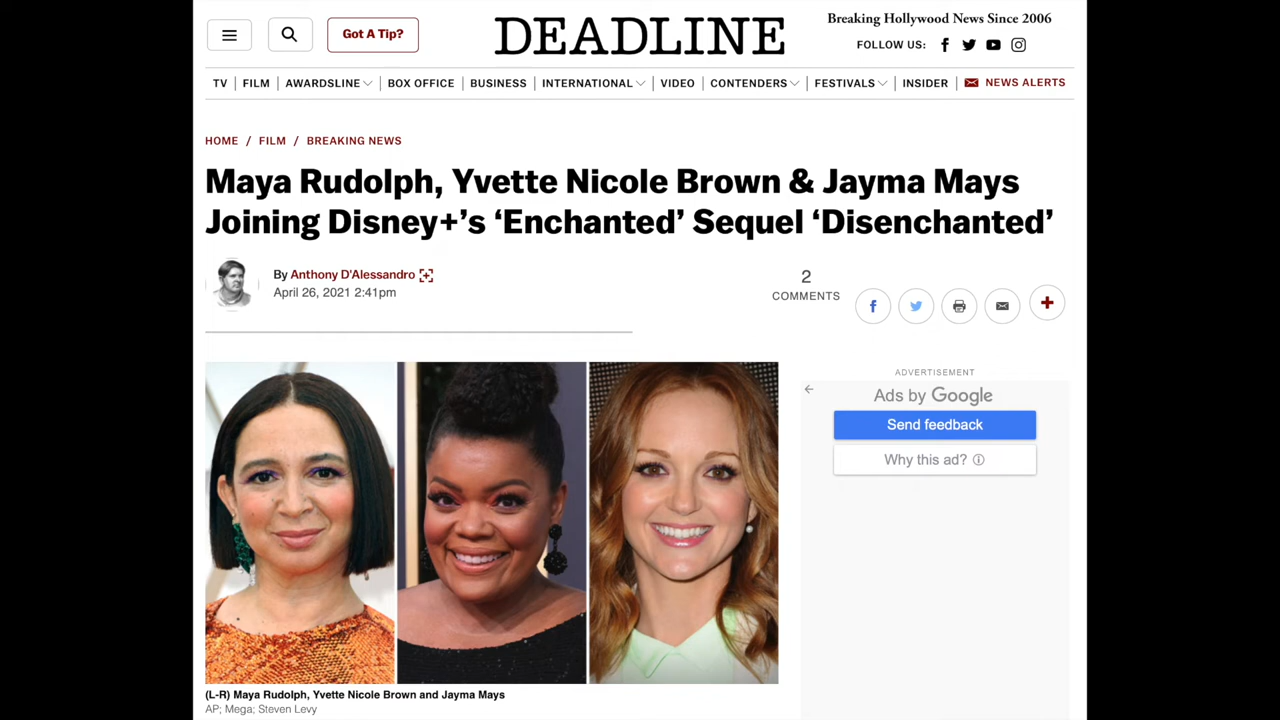 Got A Tip?
DEADLINE
Breaking Hollywood News Since 2006
FOLLOW US:
TV | FILM | AWARDSLINE | BOX OFFICE | BUSINESS | INTERNATIONAL | VIDEO | CONTENDERS | FESTIVALS | INSIDER | NEWS ALERTS
HOME / FILM / BREAKING NEWS
Maya Rudolph, Yvette Nicole Brown & Jayma Mays
Joining Disney+’s ‘Enchanted’ Sequel ‘Disenchanted’
By Anthony D'Alessandro
April 26, 2021 2:41pm
2
COMMENTS
ADVERTISEMENT
Ads by Google
Send feedback
Why this ad?
(L-R) Maya Rudolph, Yvette Nicole Brown and Jayma Mays
AP; Mega; Steven Levy